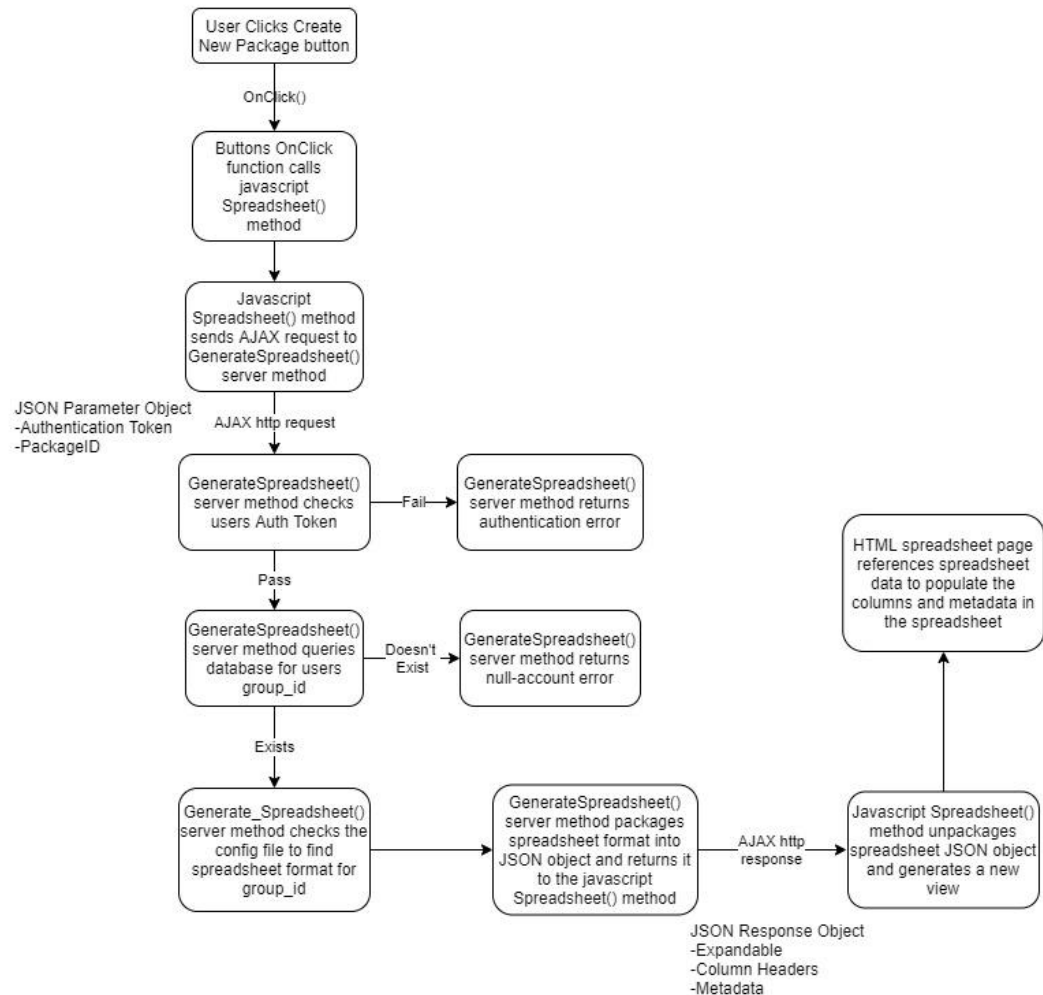 User Clicks Create
New Package button
OnClick()
Buttons OnClick
function calls
javascript
Spreadsheet()
method
Javascript
Spreadsheet() method
sends AJAX request to
GenerateSpreadsheet()
server method
JSON Parameter Object
-Authentication Token
-PackageID
AJAX http request
GenerateSpreadsheet()
server method checks
users Auth Token
Fail
GenerateSpreadsheet()
server method returns
authentication error
Pass
GenerateSpreadsheet()
server method queries
database for users
group_id
Doesn't
Exist
GenerateSpreadsheet()
server method returns
null-account error
Exists
Generate_Spreadsheet()
server method checks the
config file to find
spreadsheet format for
group_id
GenerateSpreadsheet()
server method packages
spreadsheet format into
JSON object and returns it
to the javascript
Spreadsheet() method
AJAX http
response
JSON Response Object
-Expandable
-Column Headers
-Metadata
Javascript Spreadsheet()
method unpackages
spreadsheet JSON object
and generates a new
view
HTML spreadsheet page
references spreadsheet
data to populate the
columns and metadata in
the spreadsheet